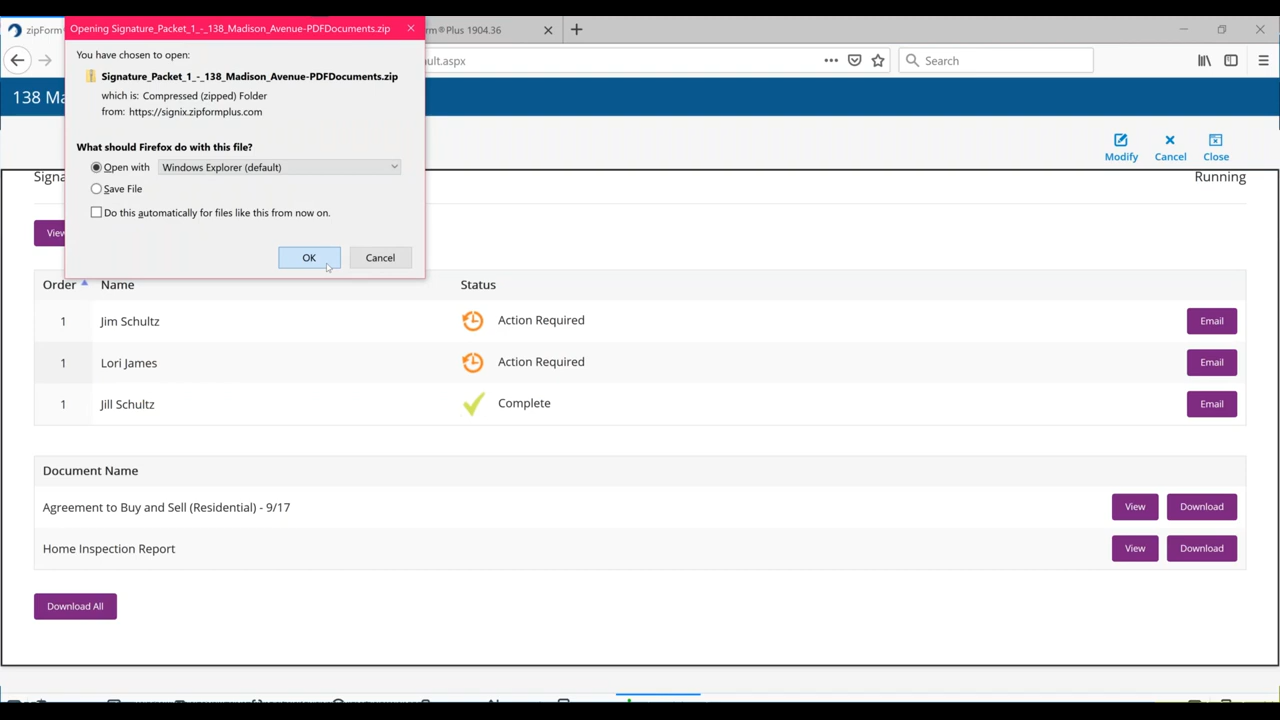 zipForm
Opening Signature_Packet_1_-_138_Madison_Avenue-PDFDocuments.zip
rm®Plus 1904.36
You have chosen to open:
ault.aspx
Search
Signature_Packet_1_-_138_Madison_Avenue-PDFDocuments.zip
138 Ma
which is: Compressed (zipped) Folder
from: https://signix.zipformplus.com
What should Firefox do with this file?
Modify Cancel Close
Open with Windows Explorer (default)
Signa
Running
Save File
Do this automatically for files like this from now on.
View
OK Cancel
Order Name Status
1 Jim Schultz Action Required Email
1 Lori James Action Required Email
1 Jill Schultz Complete Email
Document Name
Agreement to Buy and Sell (Residential) - 9/17 View Download
Home Inspection Report View Download
Download All